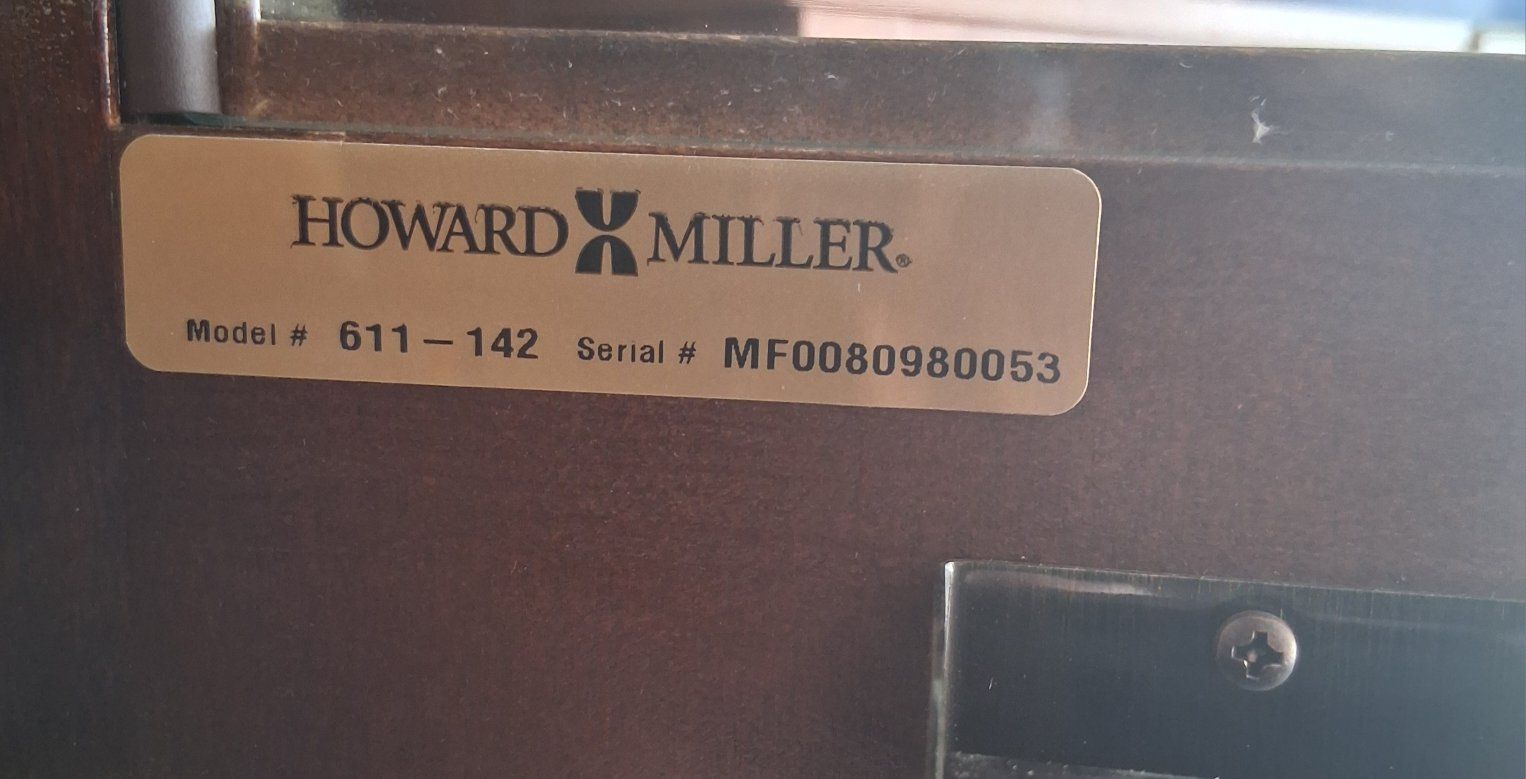 HOWARD MILLER®
Model # 611-142 Serial # MF0080980053